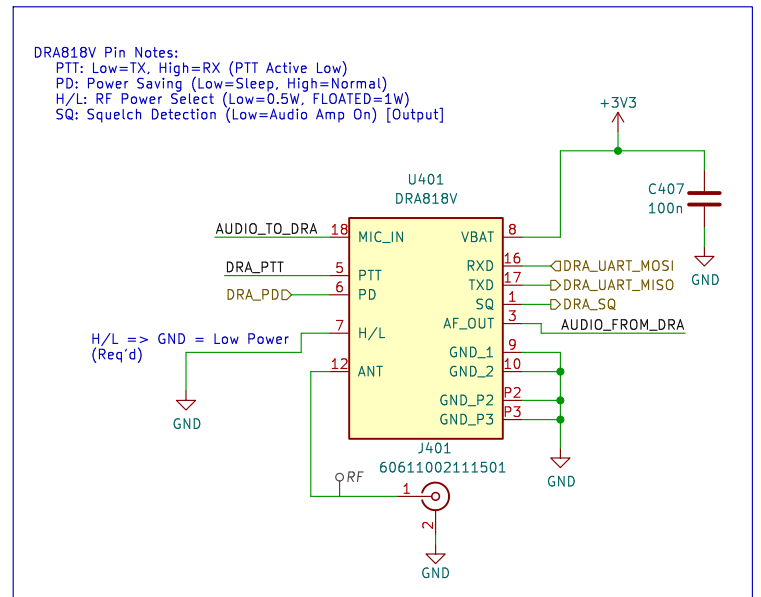 DRA818V Pin Notes:
PTT: Low=TX, High=RX (PTT Active Low)
PD: Power Saving (Low=Sleep, High=Normal)
H/L: RF Power Select (Low=0.5W, FLOATED=1W)
SQ: Squelch Detection (Low=Audio Amp On) [Output]
+3V3
C407
100n
GND
U401
DRA818V
AUDIO_TO_DRA
18
MIC_IN
VBAT
8
RXD
16
DRA_UART_MOSI
DRA_PTT
5
PTT
TXD
17
DRA_UART_MISO
DRA_PD
6
PD
SQ
1
DRA_SQ
AF_OUT
3
AUDIO_FROM_DRA
H/L => GND = Low Power
(Req'd)
7
H/L
GND_1
9
12
ANT
GND_2
10
GND_P2
P2
GND_P3
P3
GND
GND
J401
60611002111501
RF
1
2
GND